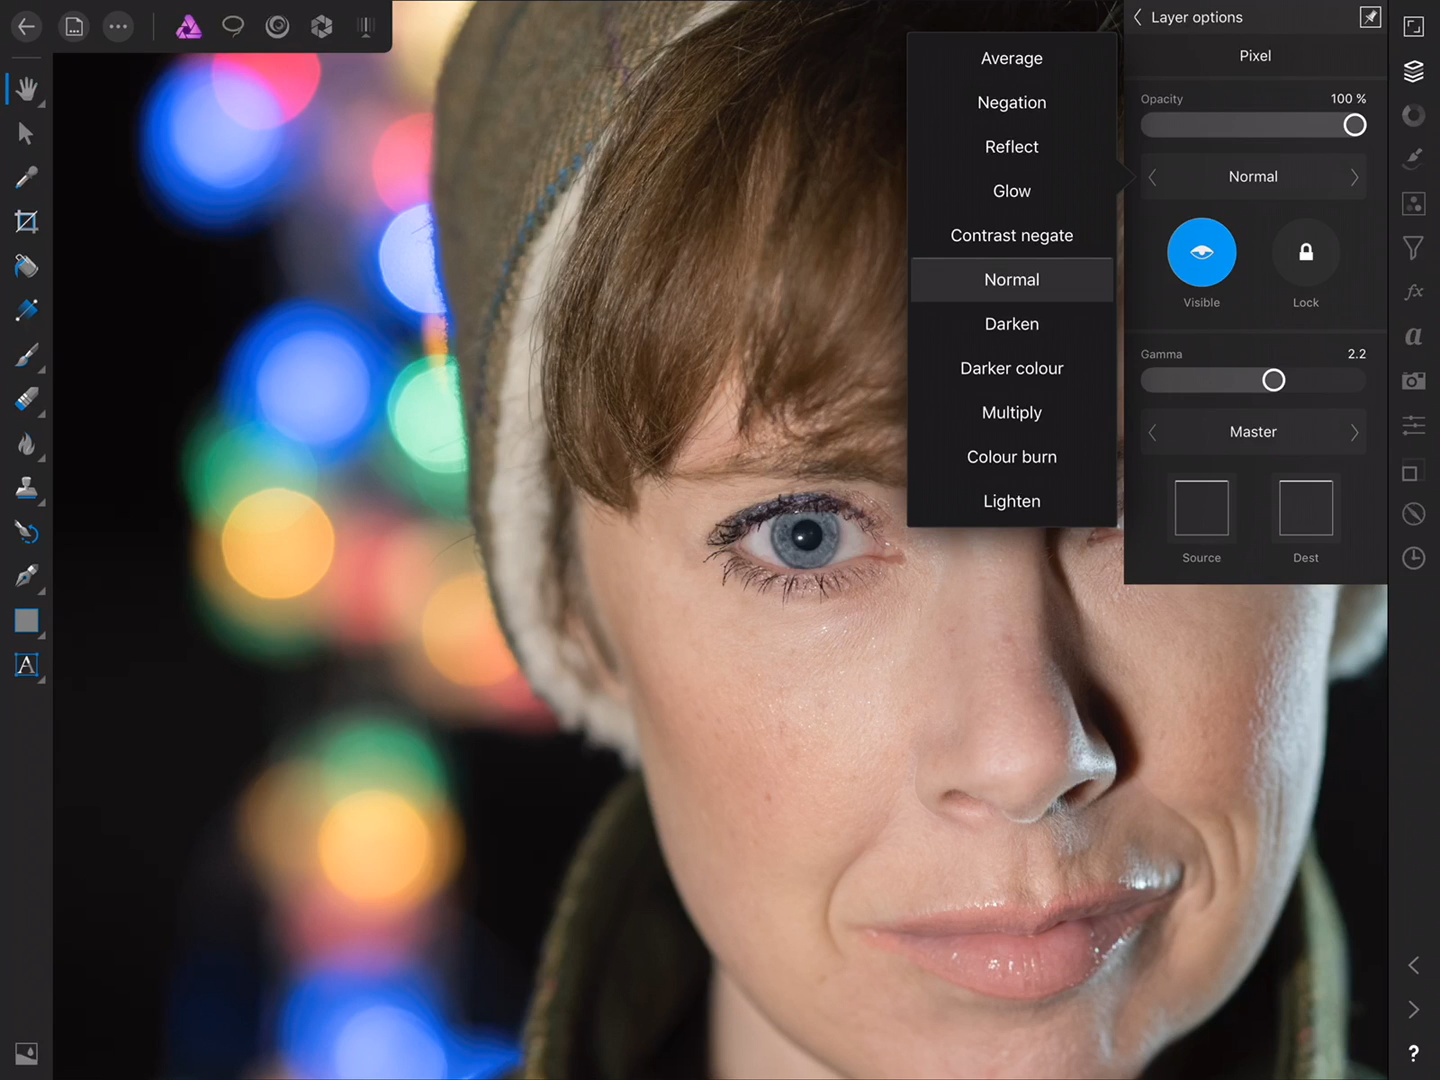 Layer options
Pixel
Opacity
100 %
Normal
Visible
Lock
Gamma
2.2
Master
Source
Dest
Average
Negation
Reflect
Glow
Contrast negate
Normal
Darken
Darker colour
Multiply
Colour burn
Lighten
fx
a
A
?